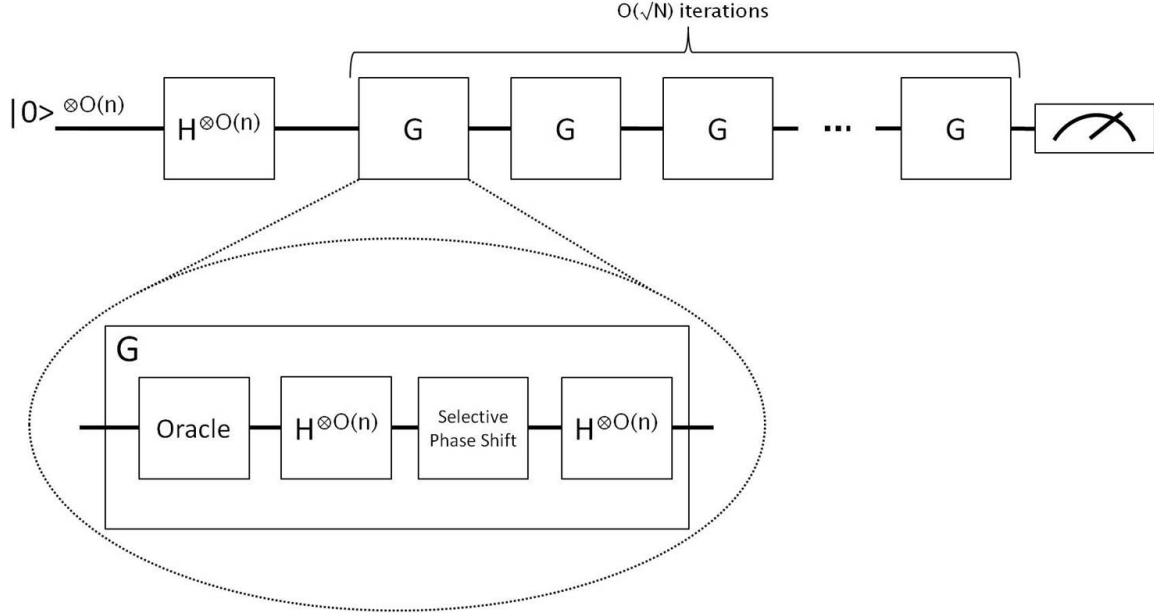 O(√N) iterations
|0> ⊗O(n)
H⊗O(n)
G
G
G
...
G
G
Oracle
H⊗O(n)
Selective
Phase Shift
H⊗O(n)